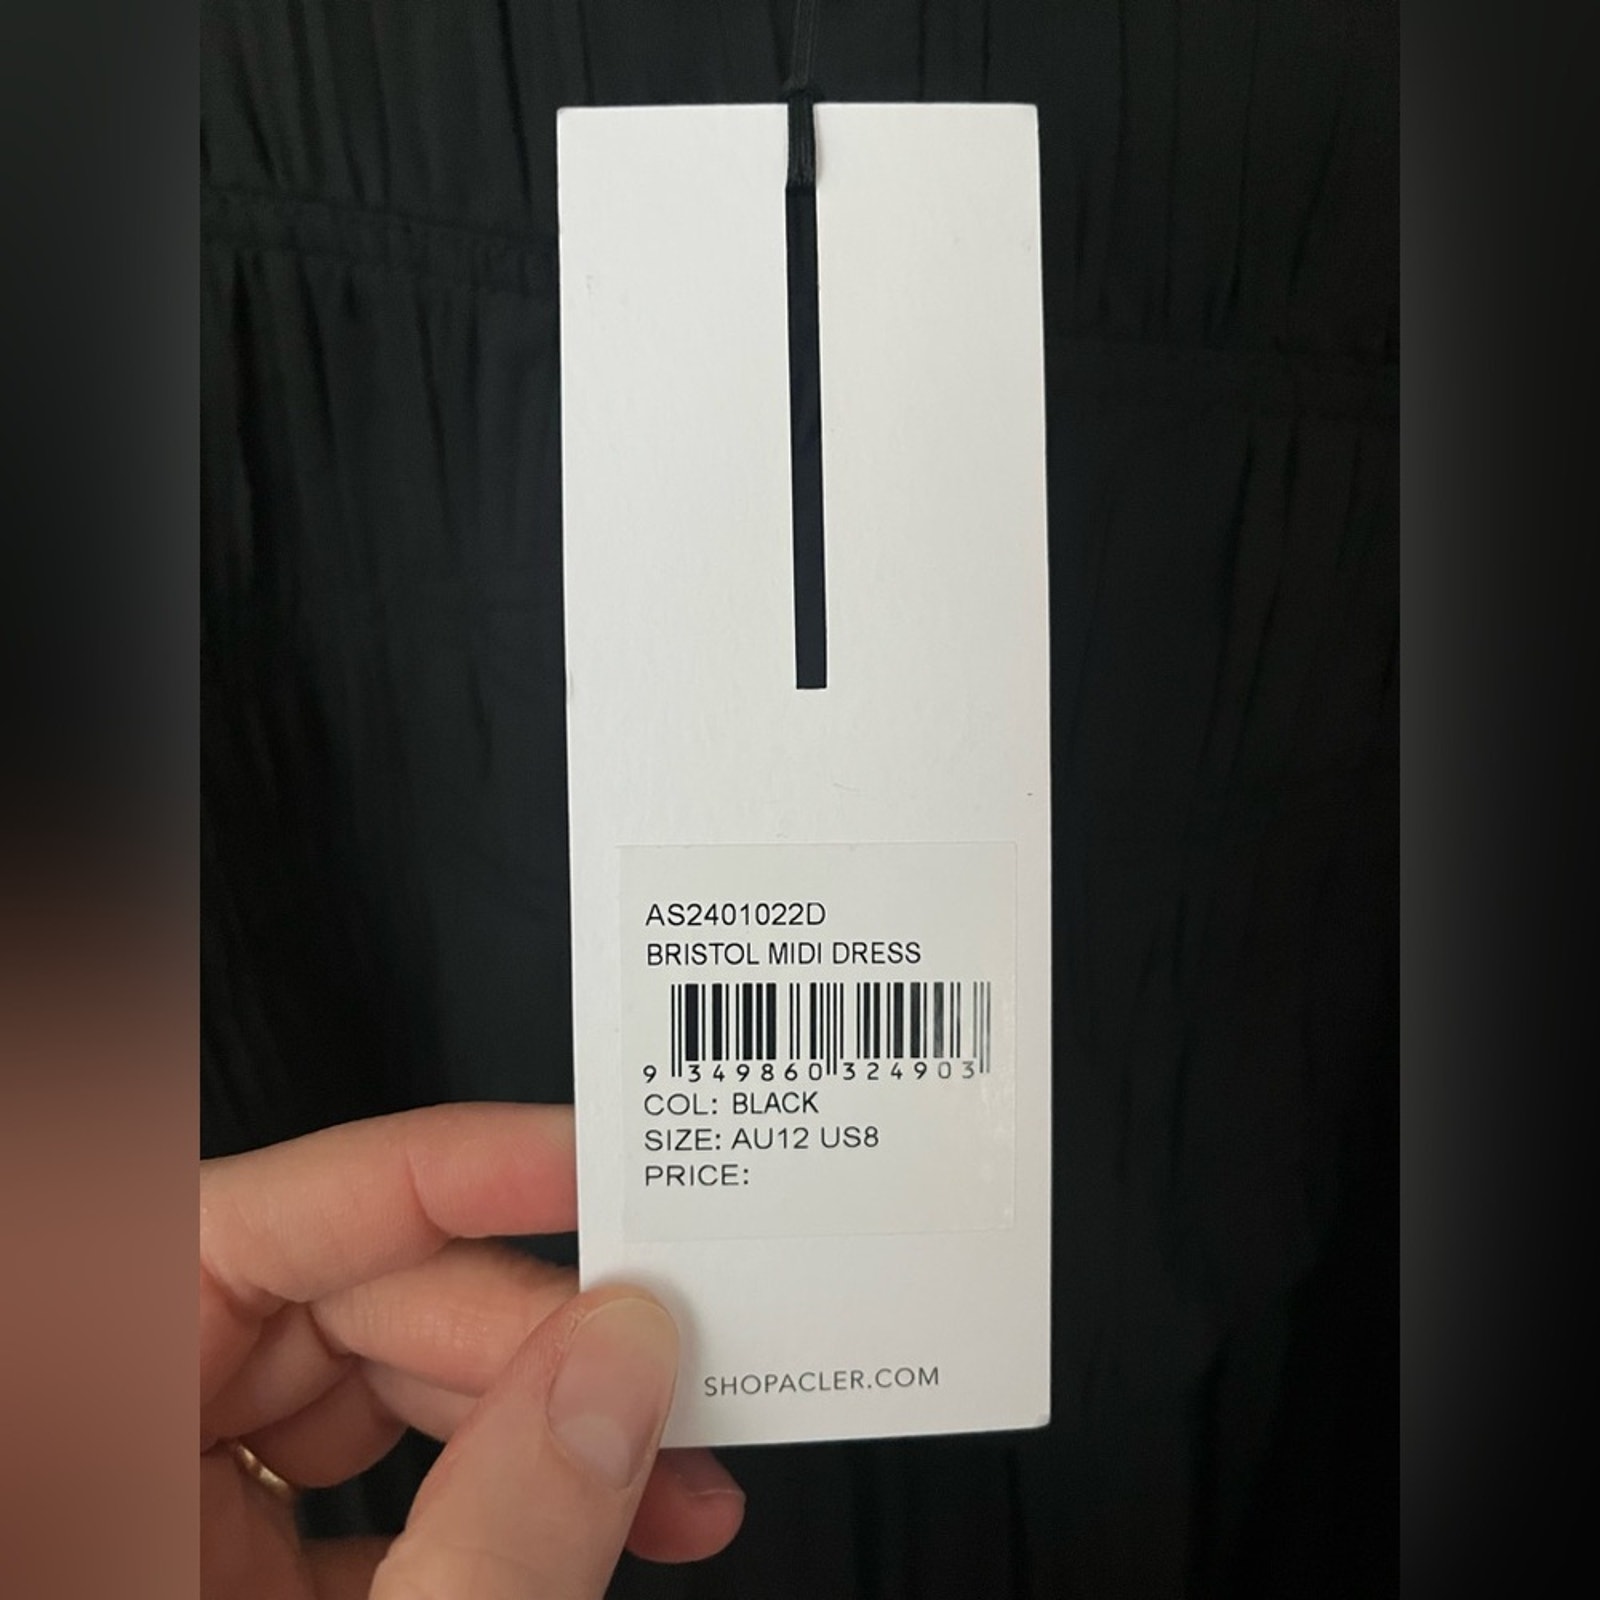 AS2401022D
BRISTOL MIDI DRESS
9 349860 324903
COL: BLACK
SIZE: AU12 US8
PRICE:
SHOPACLER.COM